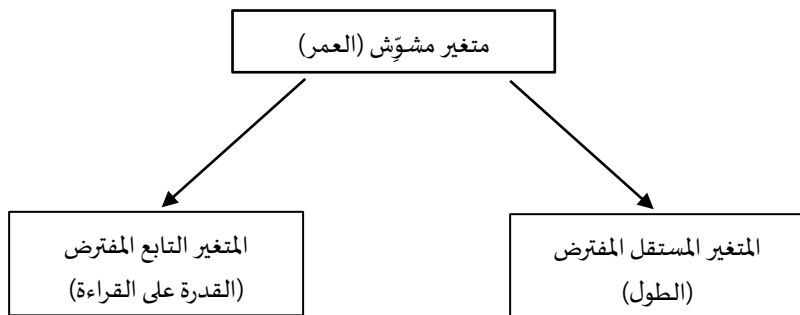 متغير مشوِّش (العمر)
المتغير المستقل المفترض
(الطول)
المتغير التابع المفترض
(القدرة على القراءة)